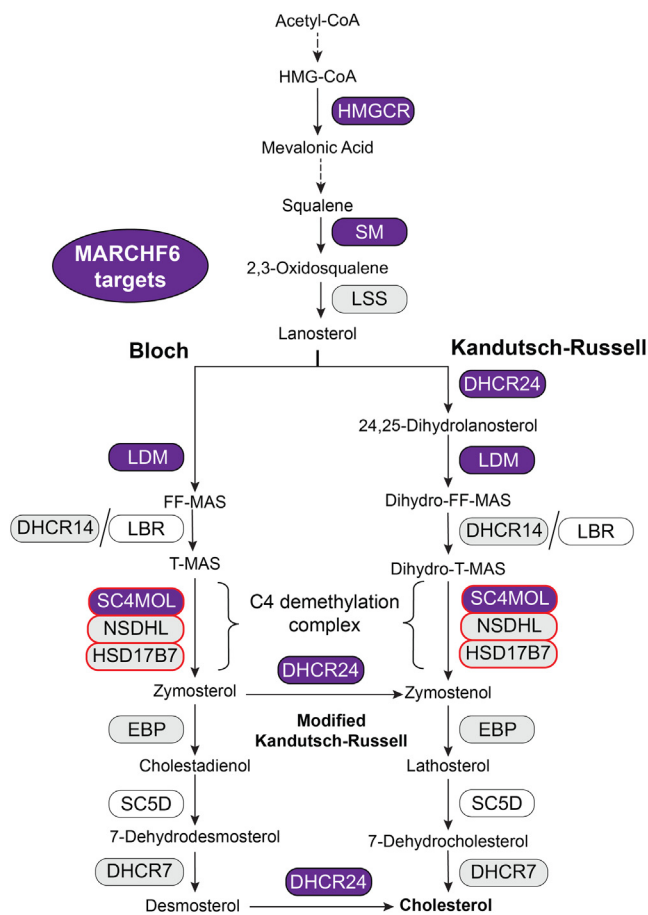 Acetyl-CoA
HMG-CoA
HMGCR
Mevalonic Acid
Squalene
SM
MARCHF6
targets
2,3-Oxidosqualene
LSS
Lanosterol
Bloch
Kandutsch-Russell
DHCR24
24,25-Dihydrolanosterol
LDM
LDM
FF-MAS
Dihydro-FF-MAS
DHCR14/LBR
DHCR14/LBR
T-MAS
Dihydro-T-MAS
SC4MOL
NSDHL
HSD17B7
C4 demethylation
complex
SC4MOL
NSDHL
HSD17B7
DHCR24
Zymosterol
Zymostenol
Modified
Kandutsch-Russell
EBP
EBP
Cholestadienol
Lathosterol
SC5D
SC5D
7-Dehydrodesmosterol
7-Dehydrocholesterol
DHCR7
DHCR7
DHCR24
Desmosterol
Cholesterol